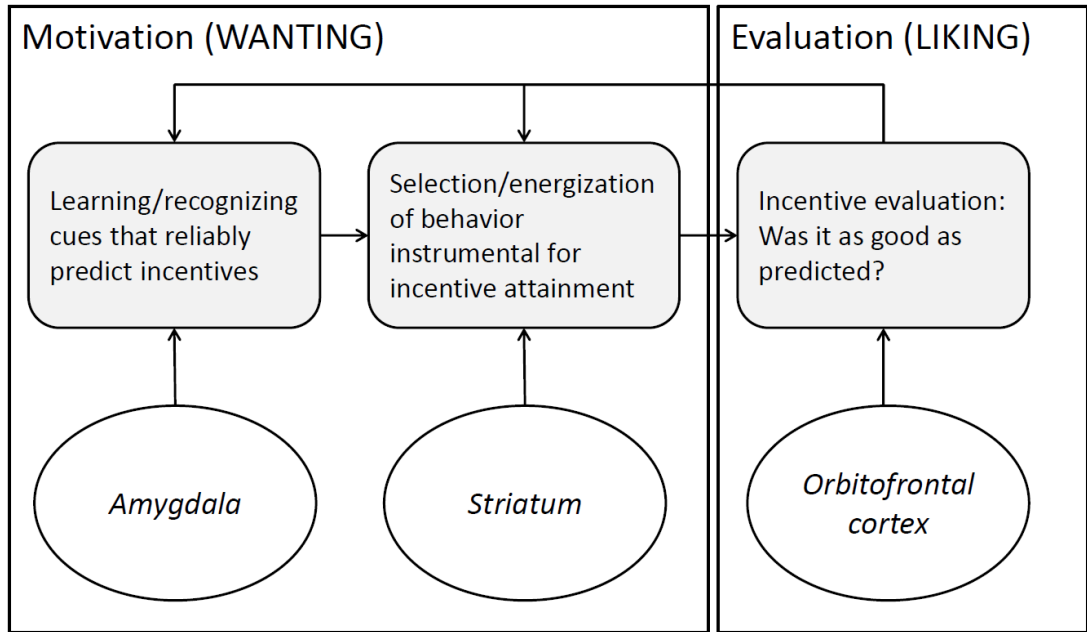 Motivation (WANTING)
Evaluation (LIKING)
Learning/recognizing
cues that reliably
predict incentives
Selection/energization
of behavior
instrumental for
incentive attainment
Incentive evaluation:
Was it as good as
predicted?
Amygdala
Striatum
Orbitofrontal
cortex